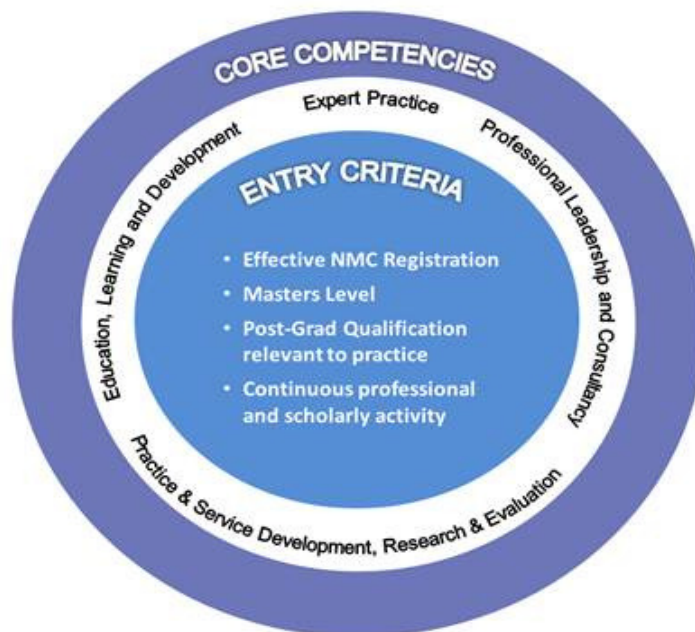 CORE COMPETENCIES
Expert Practice
Education, Learning and Development
Professional Leadership and Consultancy
ENTRY CRITERIA
• Effective NMC Registration
• Masters Level
• Post-Grad Qualification
relevant to practice
• Continuous professional
and scholarly activity
Practice & Service Development, Research & Evaluation